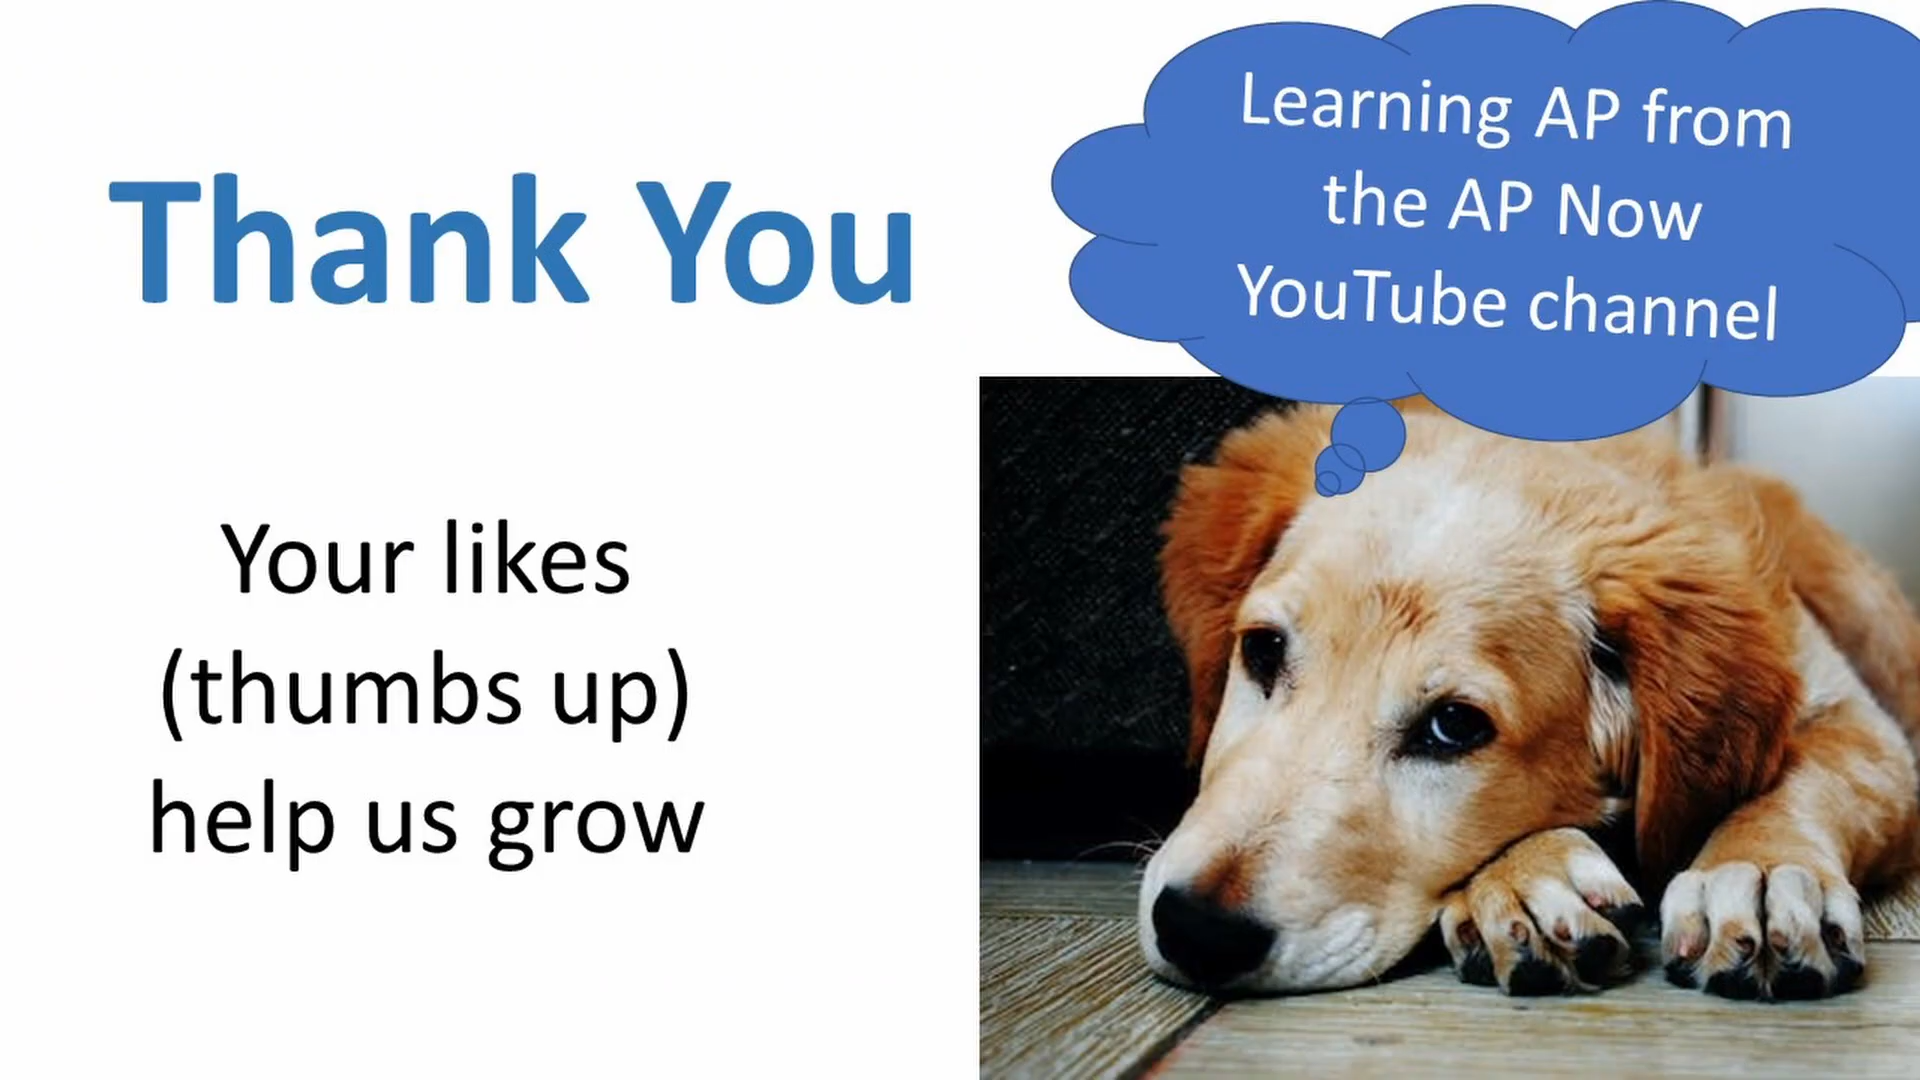 Thank You
Your likes
(thumbs up)
help us grow
Learning AP from
the AP Now
YouTube channel